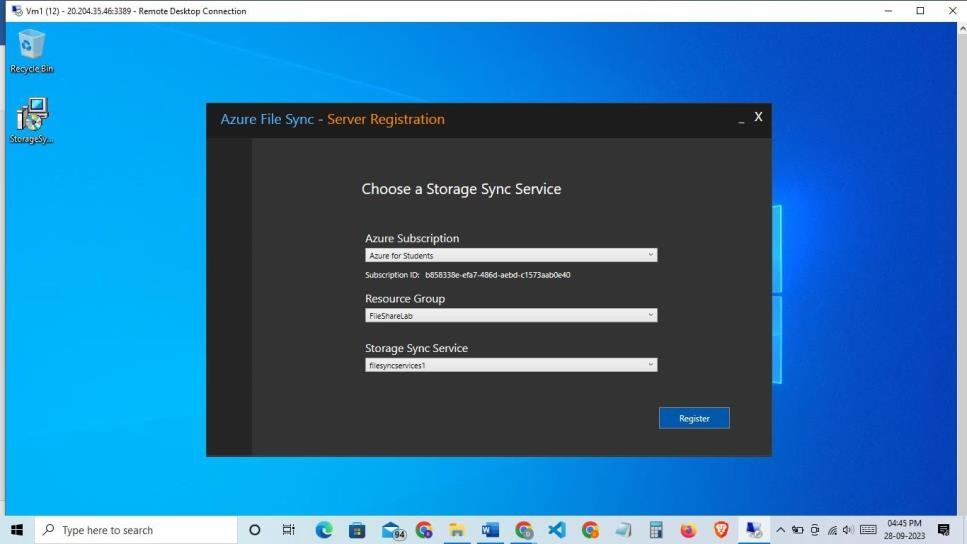 Vm1 (12) - 20.204.35.46:3389 - Remote Desktop Connection
Recycle Bin
StorageSy...
Azure File Sync - Server Registration
_ X
Choose a Storage Sync Service
Azure Subscription
Azure for Students
Subscription ID: b858338e-efa7-486d-aebd-c1573aab0e40
Resource Group
FileShareLab
Storage Sync Service
filesyncservices1
Register
Type here to search
94
04:45 PM
28-09-2023